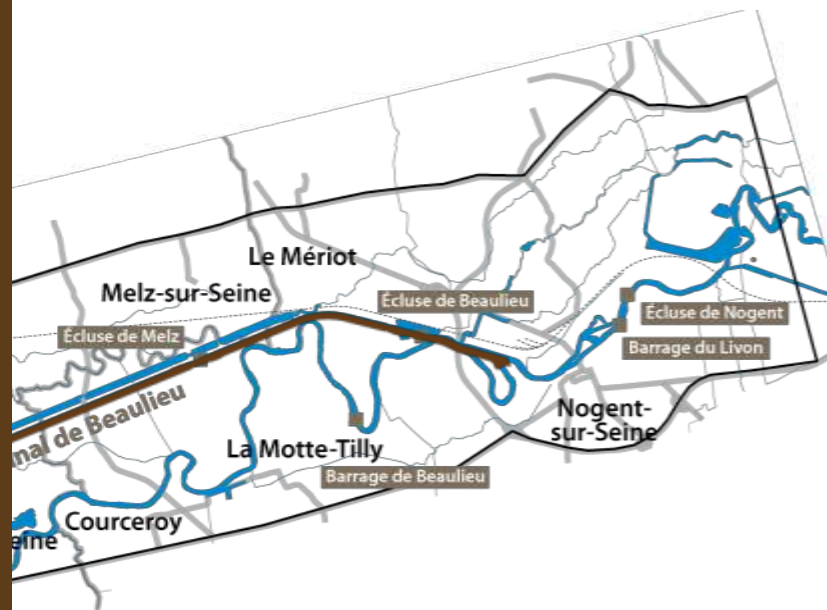 Le Mériot
Melz-sur-Seine
Écluse de Beaulieu
Écluse de Melz
Écluse de Nogent
Barrage du Livon
nal de Beaulieu
Nogent-
sur-Seine
La Motte-Tilly
Barrage de Beaulieu
Courceroy
eine